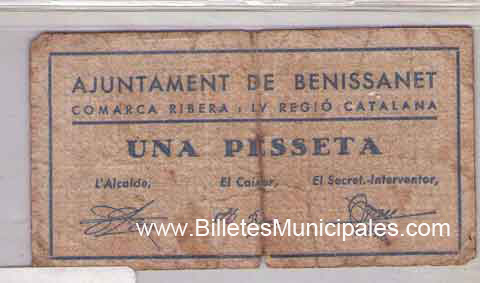 AJUNTAMENT DE BENISSANET
COMARCA RIBERA : IV REGIÓ CATALANA
UNA PESSETA
L'Alcalde, El Caixer, El Secret.-Interventor,
www.BilletesMunicipales.com